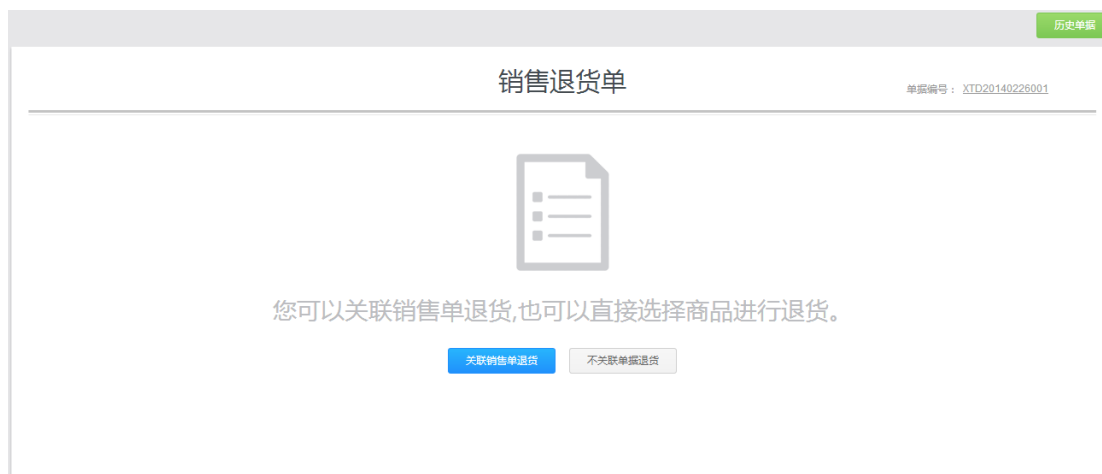 历史单据
销售退货单
单据编号： XTD20140226001
您可以关联销售单退货,也可以直接选择商品进行退货。
关联销售单退货 不关联单据退货